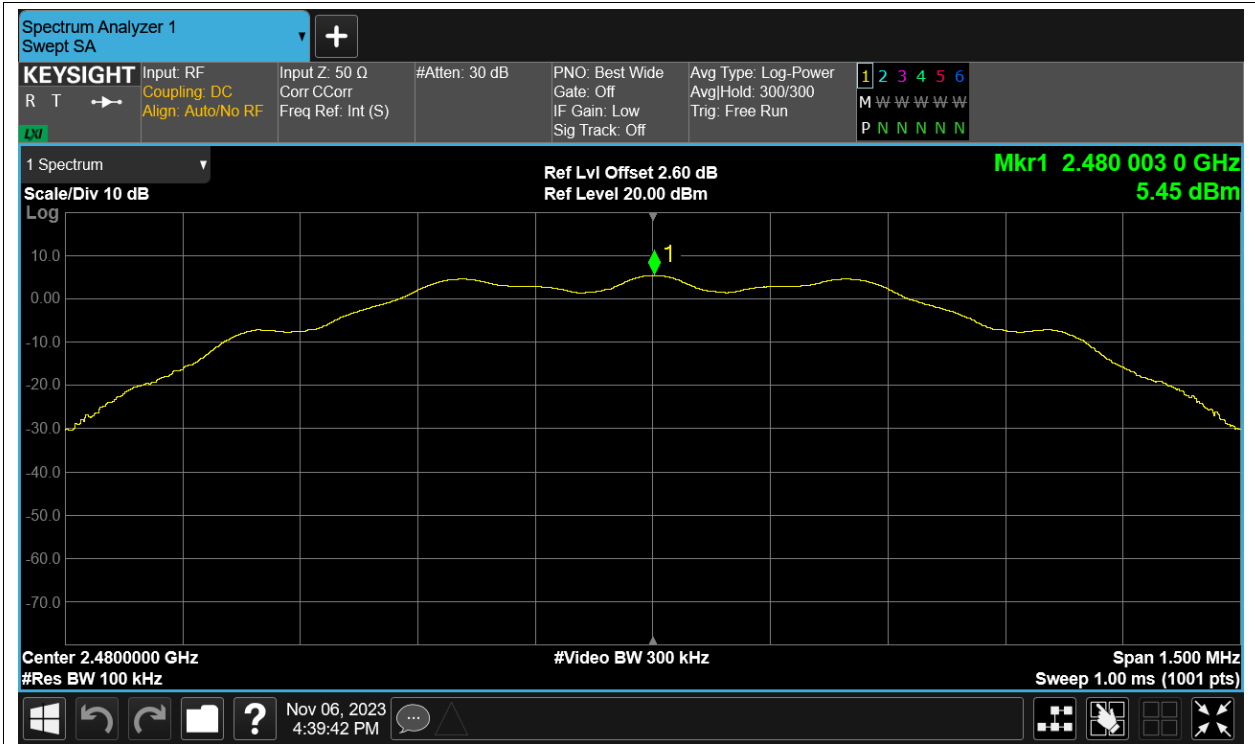 Spectrum Analyzer 1
Swept SA
KEYSIGHT
R T
LXI
Input: RF
Coupling: DC
Align: Auto/No RF
Input Z: 50 Ω
Corr CCorr
Freq Ref: Int (S)
#Atten: 30 dB
PNO: Best Wide
Gate: Off
IF Gain: Low
Sig Track: Off
Avg Type: Log-Power
Avg|Hold: 300/300
Trig: Free Run
1 2 3 4 5 6
M W W W W W
P N N N N N
1 Spectrum
Scale/Div 10 dB
Ref Lvl Offset 2.60 dB
Ref Level 20.00 dBm
Mkr1 2.480 003 0 GHz
5.45 dBm
Log
10.0
0.00
-10.0
-20.0
-30.0
-40.0
-50.0
-60.0
-70.0
1
Center 2.4800000 GHz
#Res BW 100 kHz
#Video BW 300 kHz
Span 1.500 MHz
Sweep 1.00 ms (1001 pts)
?
Nov 06, 2023
4:39:42 PM